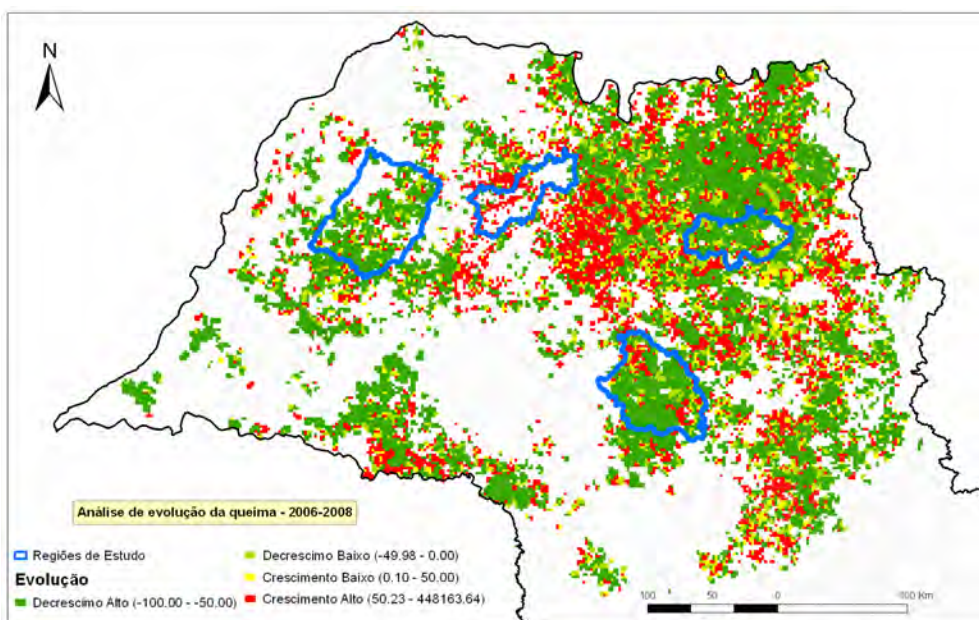 N
Análise de evolução da queima - 2006-2008
Regiões de Estudo
Evolução
Decrescimo Alto (-100.00 - -50.00)
Decrescimo Baixo (-49.98 - 0.00)
Crescimento Baixo (0.10 - 50.00)
Crescimento Alto (50.23 - 448163.64)
100 50 0 100 Km